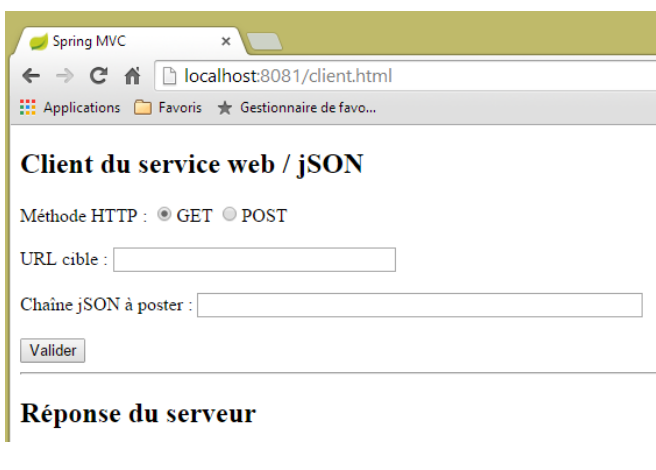 Spring MVC
localhost:8081/client.html
Applications Favoris Gestionnaire de favo...
Client du service web / jSON
Méthode HTTP : GET POST
URL cible :
Chaîne jSON à poster :
Valider
Réponse du serveur